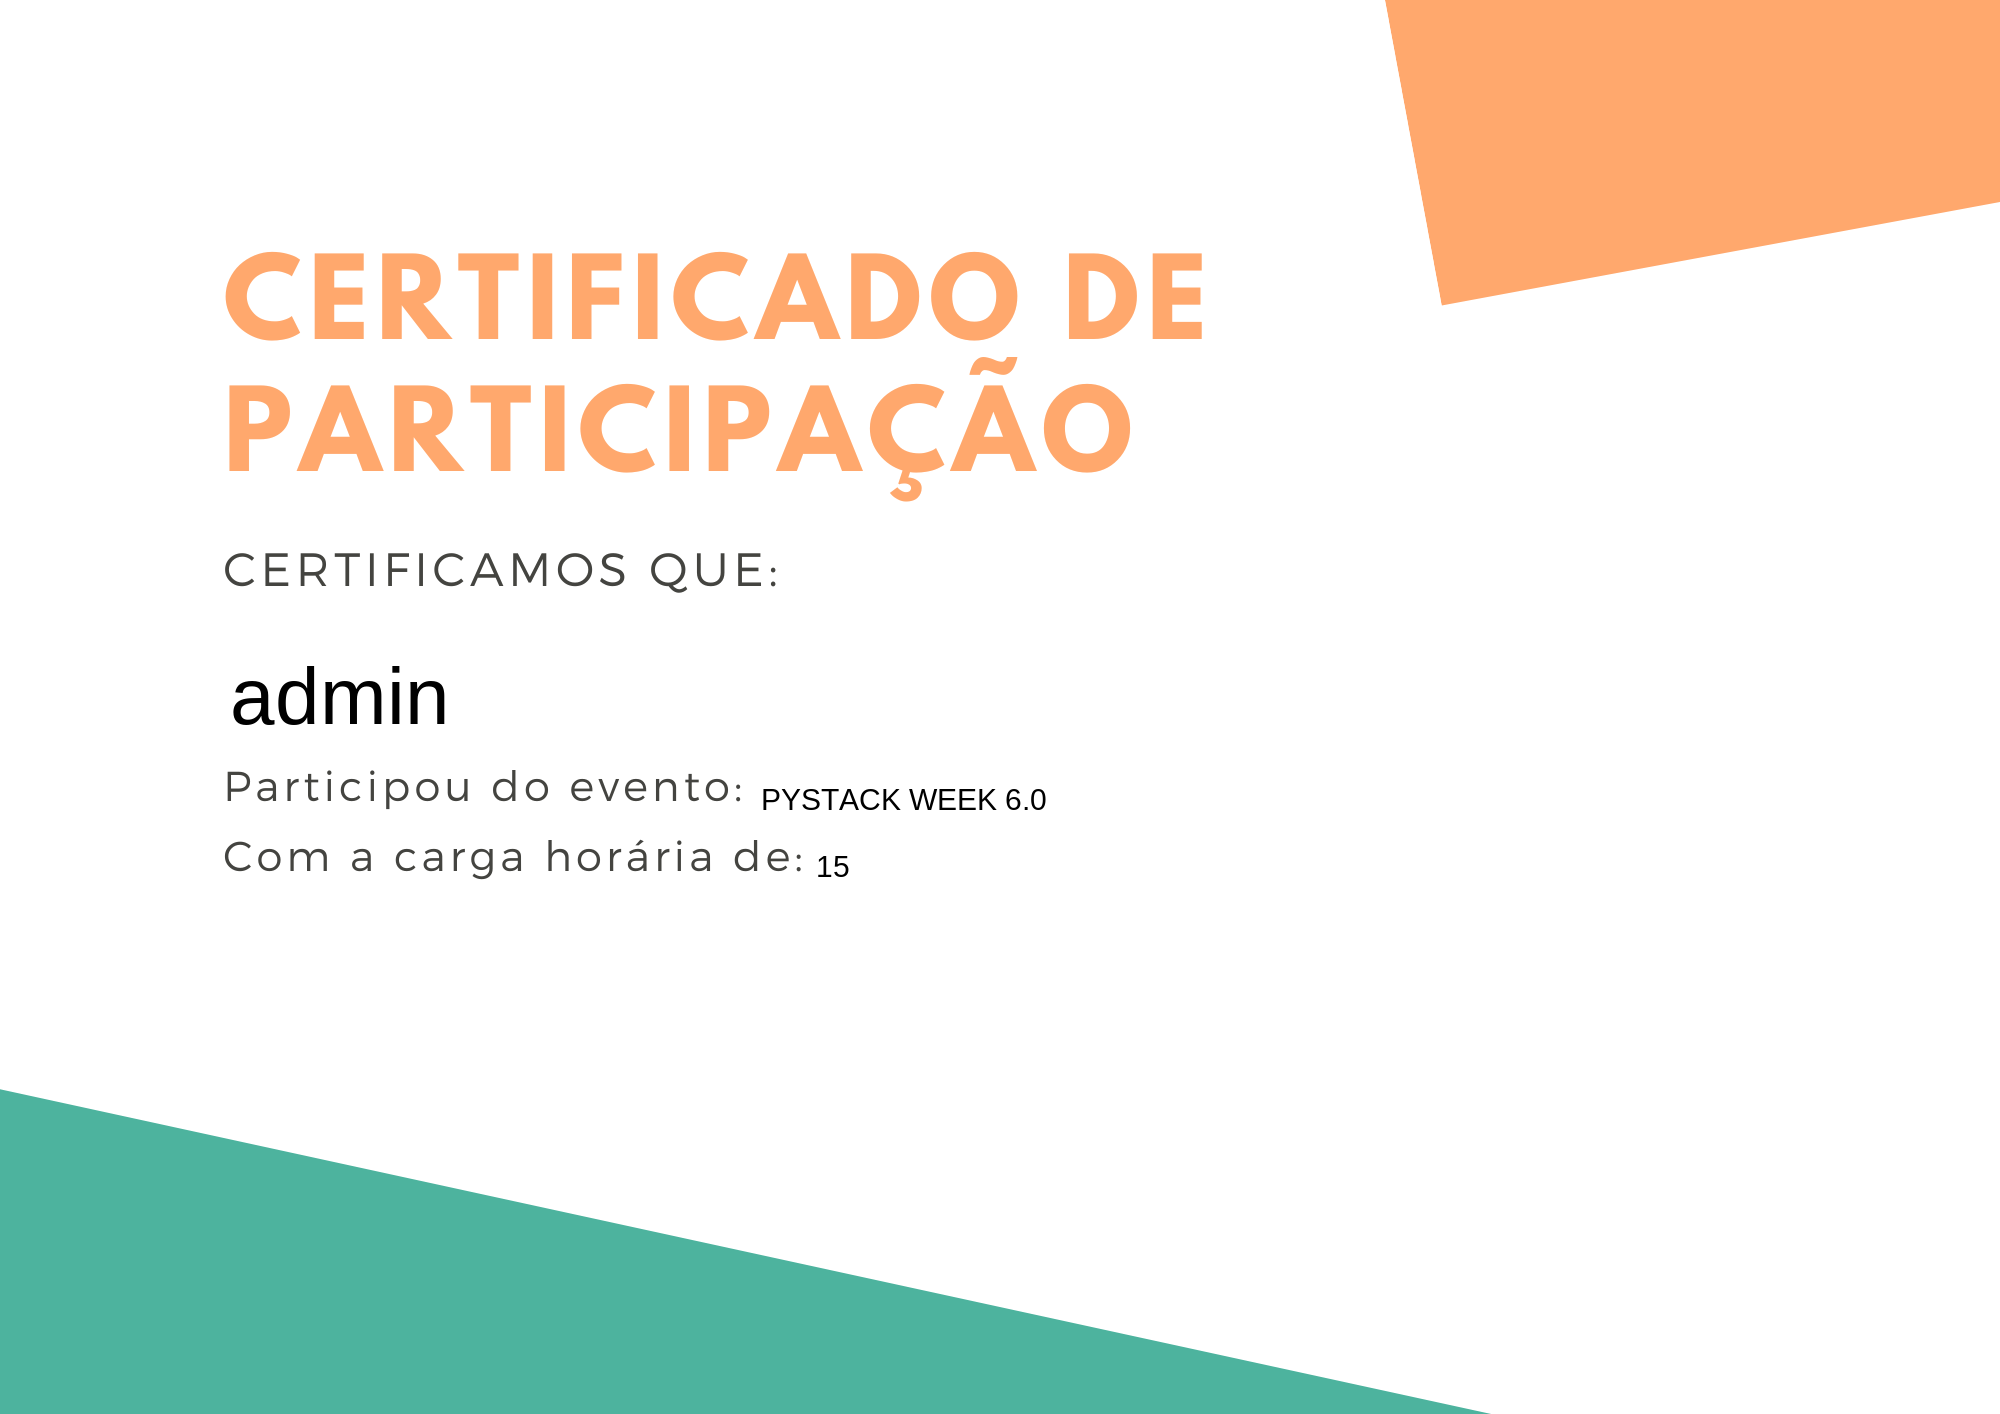 CERTIFICADO DE
PARTICIPAÇÃO
CERTIFICAMOS QUE:
admin
Participou do evento: PYSTACK WEEK 6.0
Com a carga horária de: 15